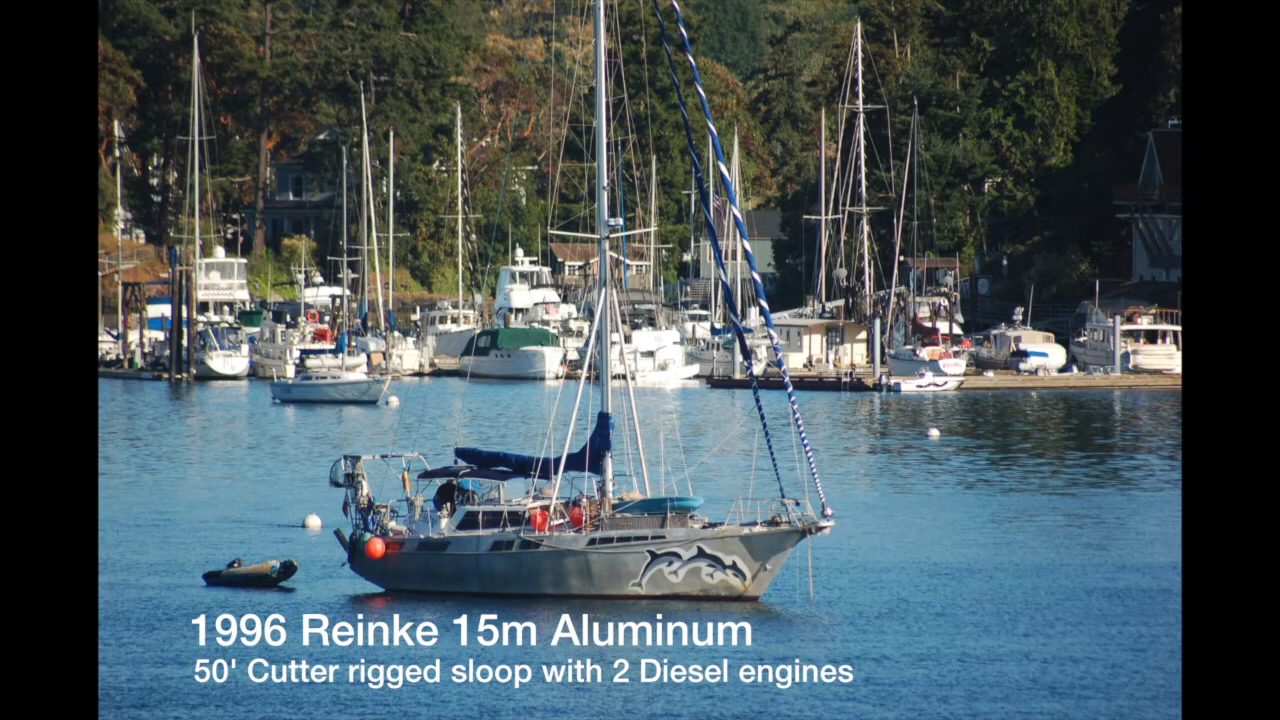 1996 Reinke 15m Aluminum
50' Cutter rigged sloop with 2 Diesel engines